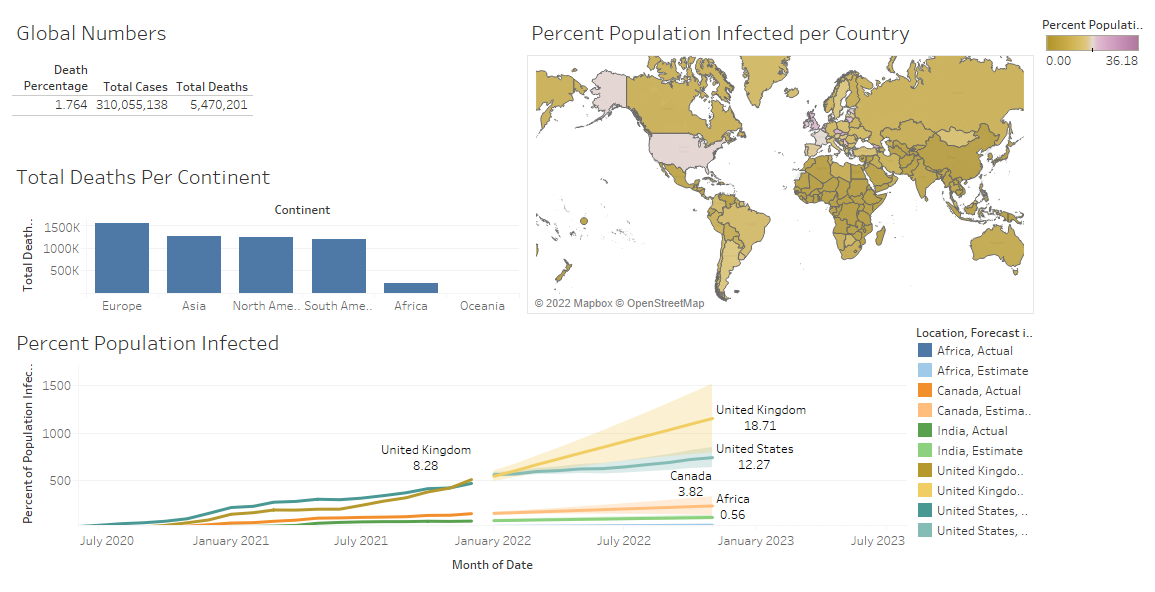 Global Numbers
Death
Percentage Total Cases Total Deaths
1.764 310,055,138 5,470,201
Percent Population Infected per Country
© 2022 Mapbox © OpenStreetMap
Percent Populati..
0.00 36.18
Total Deaths Per Continent
Continent
Total Death..
1500K
1000K
500K
Europe Asia North Ame.. South Ame.. Africa Oceania
Percent Population Infected
Percent of Population Infec..
1500
1000
500
United Kingdom
8.28
United Kingdom
18.71
United States
12.27
Canada
3.82
Africa
0.56
July 2020 January 2021 July 2021 January 2022 July 2022 January 2023 July 2023
Month of Date
Location, Forecast i..
Africa, Actual
Africa, Estimate
Canada, Actual
Canada, Estima..
India, Actual
India, Estimate
United Kingdo..
United Kingdo..
United States, ..
United States, ..